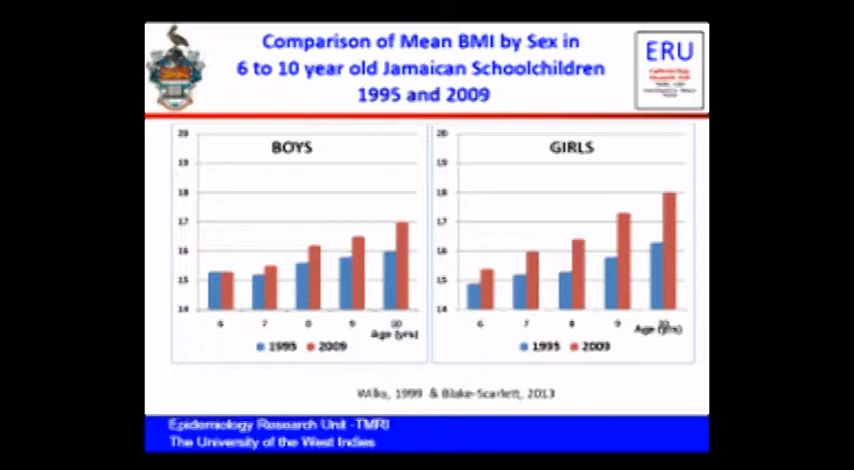 Comparison of Mean BMI by Sex in
6 to 10 year old Jamaican Schoolchildren
1995 and 2009
ERU
BOYS
20
19
18
17
16
15
14
6 7 8 9 10
Age (yrs)
1995 2009
GIRLS
20
19
18
17
16
15
14
6 7 8 9 10
Age (yrs)
1995 2009
Wilks, 1999 & Blake-Scarlett, 2013
Epidemiology Research Unit -TMRI
The University of the West Indies